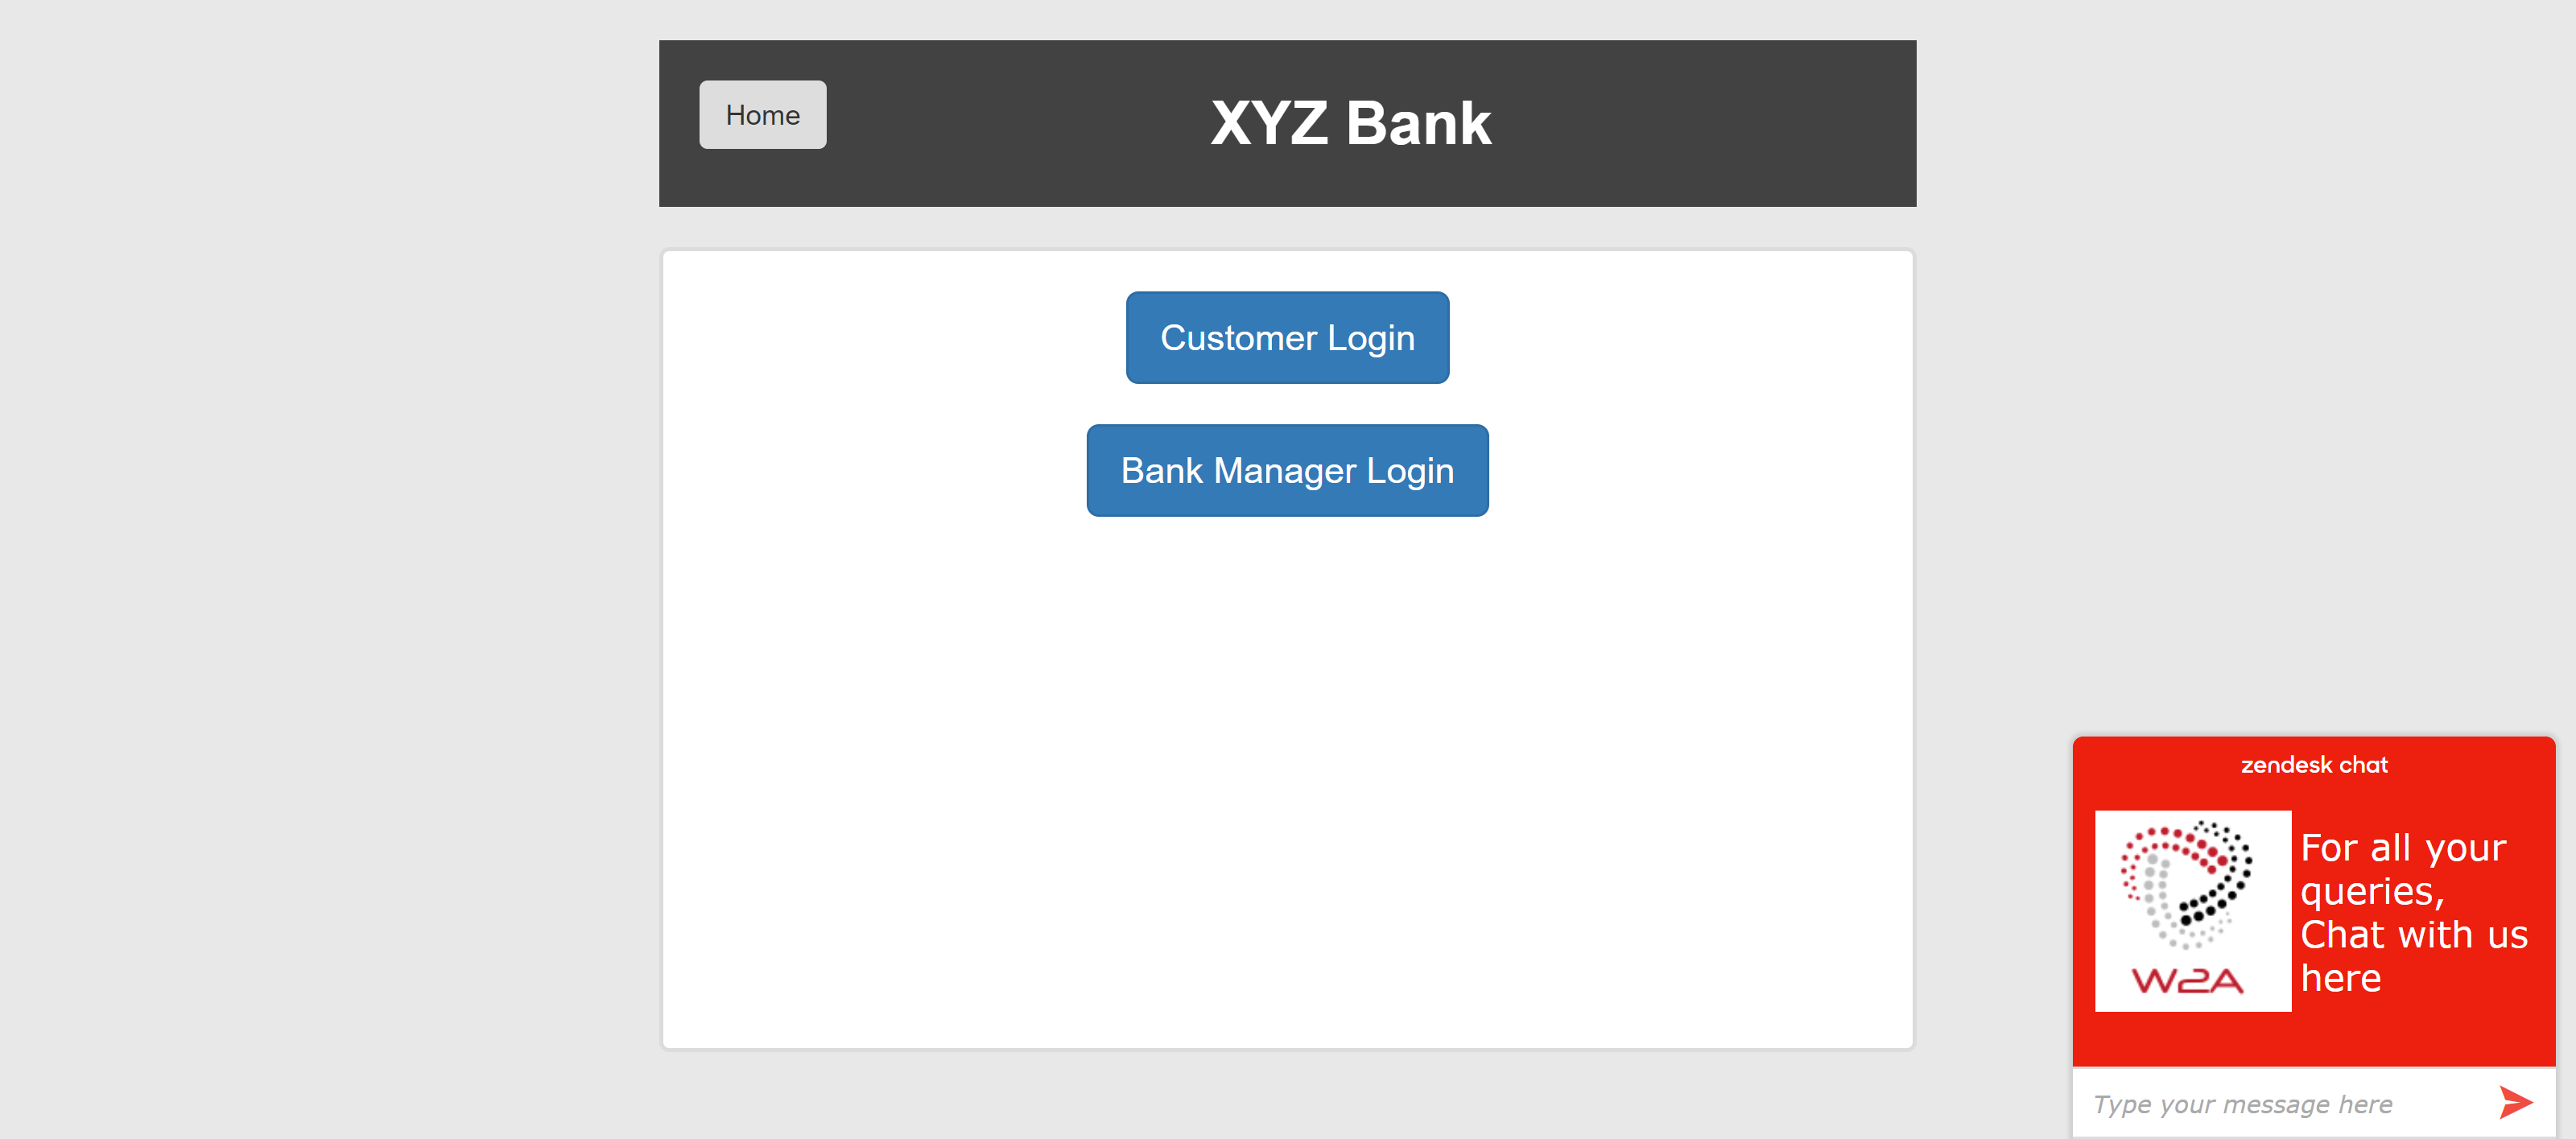 Home
XYZ Bank
Customer Login
Bank Manager Login
zendesk chat
W2A
For all your
queries,
Chat with us
here
Type your message here